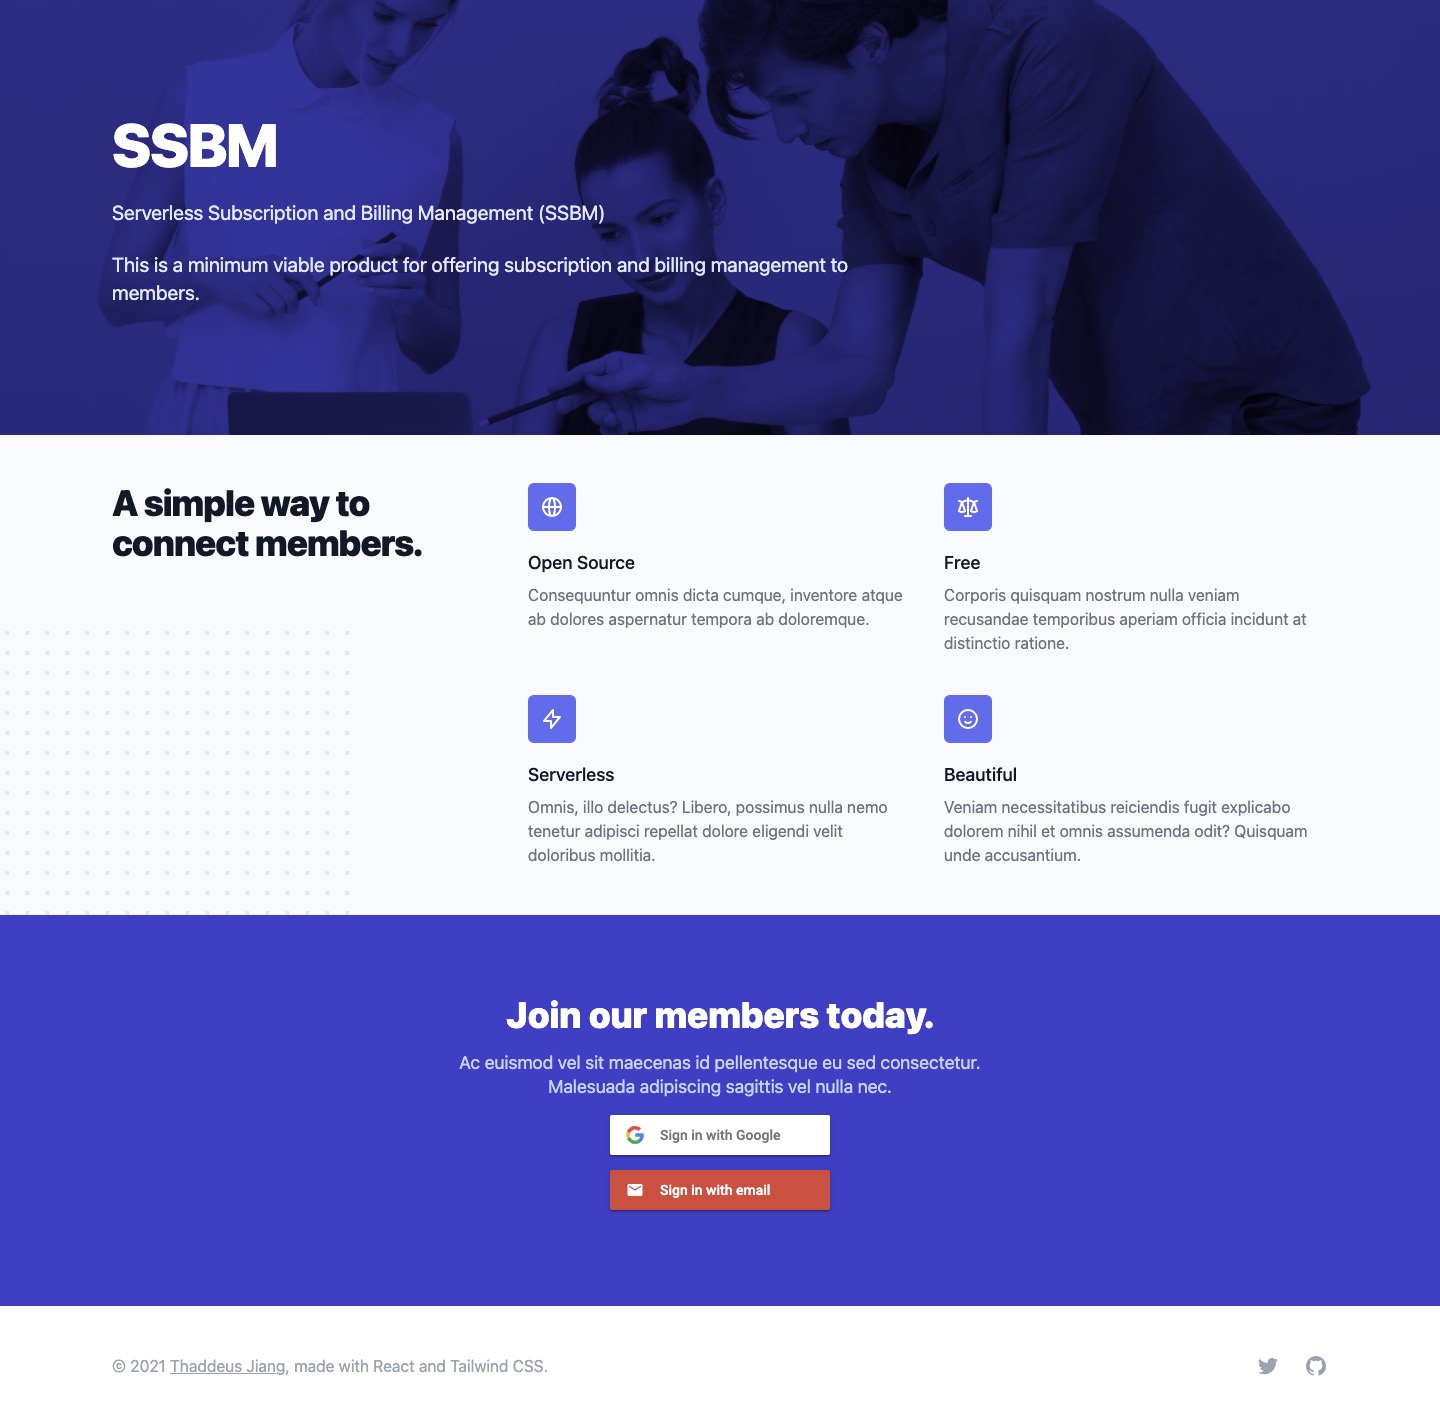 SSBM
Serverless Subscription and Billing Management (SSBM)
This is a minimum viable product for offering subscription and billing management to
members.
A simple way to
connect members.
Open Source
Consequuntur omnis dicta cumque, inventore atque
ab dolores aspernatur tempora ab doloremque.
Free
Corporis quisquam nostrum nulla veniam
recusandae temporibus aperiam officia incidunt at
distinctio ratione.
Serverless
Omnis, illo delectus? Libero, possimus nulla nemo
tenetur adipisci repellat dolore eligendi velit
doloribus mollitia.
Beautiful
Veniam necessitatibus reiciendis fugit explicabo
dolorem nihil et omnis assumenda odit? Quisquam
unde accusantium.
Join our members today.
Ac euismod vel sit maecenas id pellentesque eu sed consectetur.
Malesuada adipiscing sagittis vel nulla nec.
Sign in with Google
Sign in with email
© 2021 Thaddeus Jiang, made with React and Tailwind CSS.